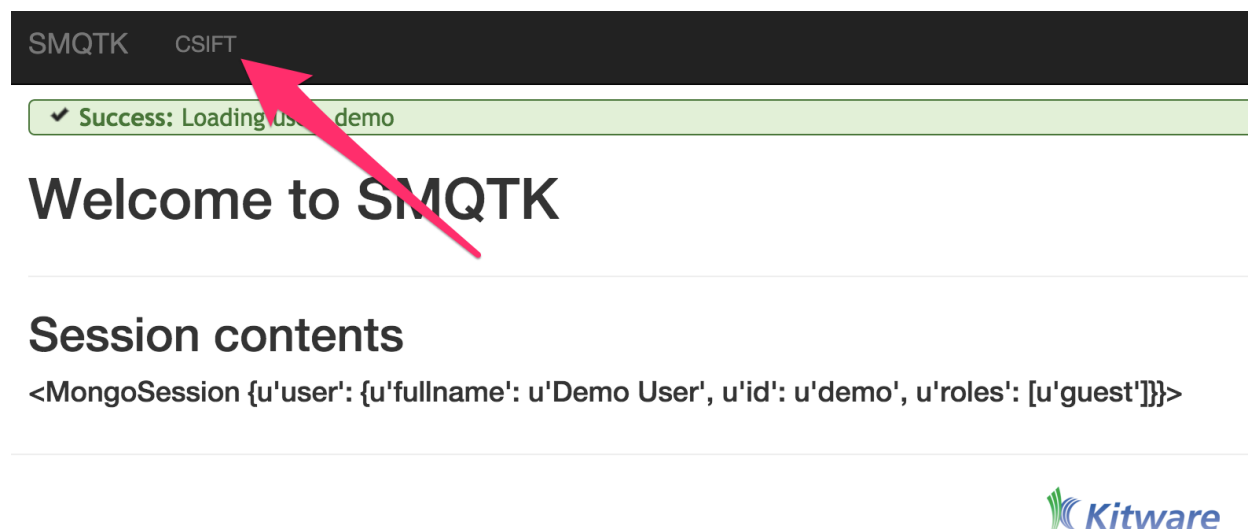 SMQTK CSIFT
Success: Loading demo
Welcome to SMQTK
Session contents
<MongoSession {u'user': {u'fullname': u'Demo User', u'id': u'demo', u'roles': [u'guest']}}>
Kitware